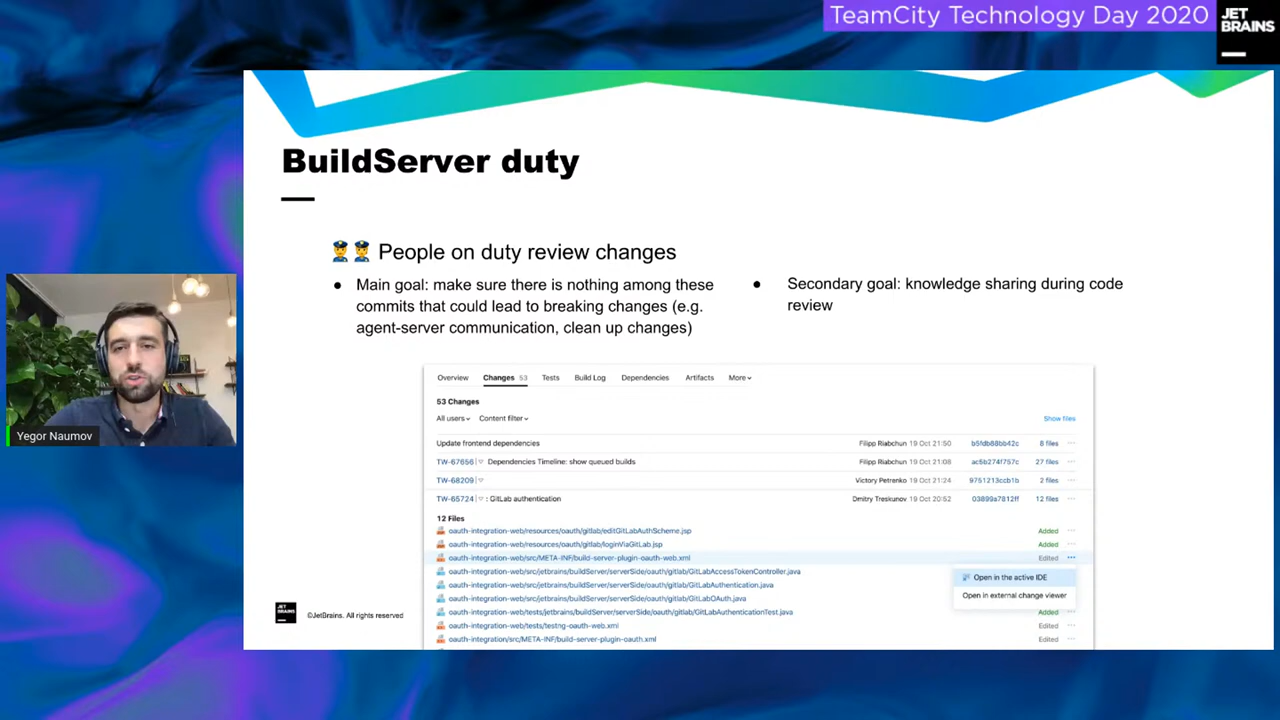 TeamCity Technology Day 2020
JET
BRAINS
BuildServer duty
People on duty review changes
Main goal: make sure there is nothing among these
commits that could lead to breaking changes (e.g.
agent-server communication, clean up changes)
Secondary goal: knowledge sharing during code
review
Yegor Naumov
Overview Changes 53 Tests Build Log Dependencies Artifacts More
53 Changes
All users Content filter Show files
Update frontend dependencies Filipp Riabchun 19 Oct 21:50 b5fdb88bb42c 8 files
TW-67656 Dependencies Timeline: show queued builds Filipp Riabchun 19 Oct 21:08 ac5b274f757c 27 files
TW-68209 Victory Petrenko 19 Oct 21:24 9751213ccb1b 2 files
TW-65724 : GitLab authentication Dmitry Treskunov 19 Oct 20:52 03899a7812ff 12 files
12 Files
oauth-integration-web/resources/oauth/gitlab/editGitLabAuthScheme.jsp Added
oauth-integration-web/resources/oauth/gitlab/loginViaGitLab.jsp Added
oauth-integration-web/src/META-INF/build-server-plugin-oauth-web.xml Edited
oauth-integration-web/src/jetbrains/buildServer/serverSide/oauth/gitlab/GitLabAccessTokenController.java
Open in the active IDE
oauth-integration-web/src/jetbrains/buildServer/serverSide/oauth/gitlab/GitLabAuthentication.java
oauth-integration-web/src/jetbrains/buildServer/serverSide/oauth/gitlab/GitLabOAuth.java
Open in external change viewer
oauth-integration-web/tests/jetbrains/buildServer/serverSide/oauth/gitlab/GitLabAuthenticationTest.java Added
oauth-integration-web/tests/testng-oauth-web.xml Edited
oauth-integration/src/META-INF/build-server-plugin-oauth.xml Edited
JET
BRAINS
©JetBrains. All rights reserved